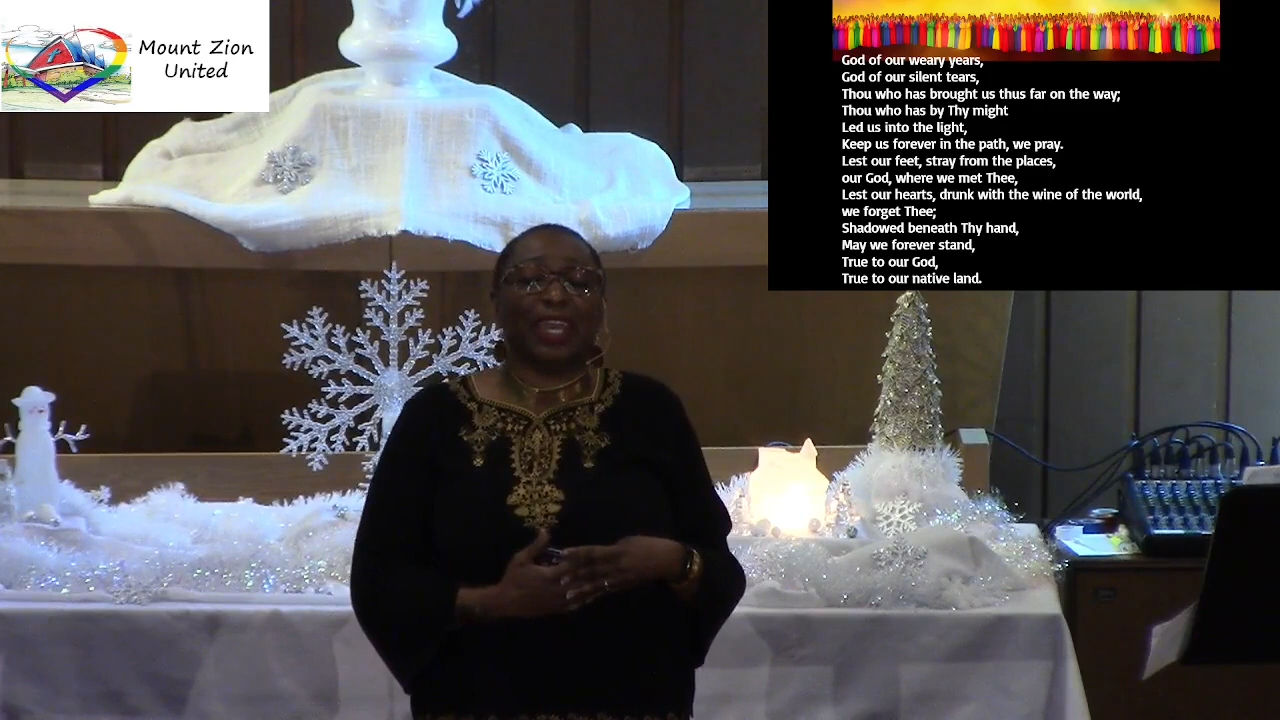 Mount Zion
United
God of our weary years,
God of our silent tears,
Thou who has brought us thus far on the way;
Thou who has by Thy might
Led us into the light,
Keep us forever in the path, we pray.
Lest our feet, stray from the places,
our God, where we met Thee,
Lest our hearts, drunk with the wine of the world,
we forget Thee;
Shadowed beneath Thy hand,
May we forever stand,
True to our God,
True to our native land.